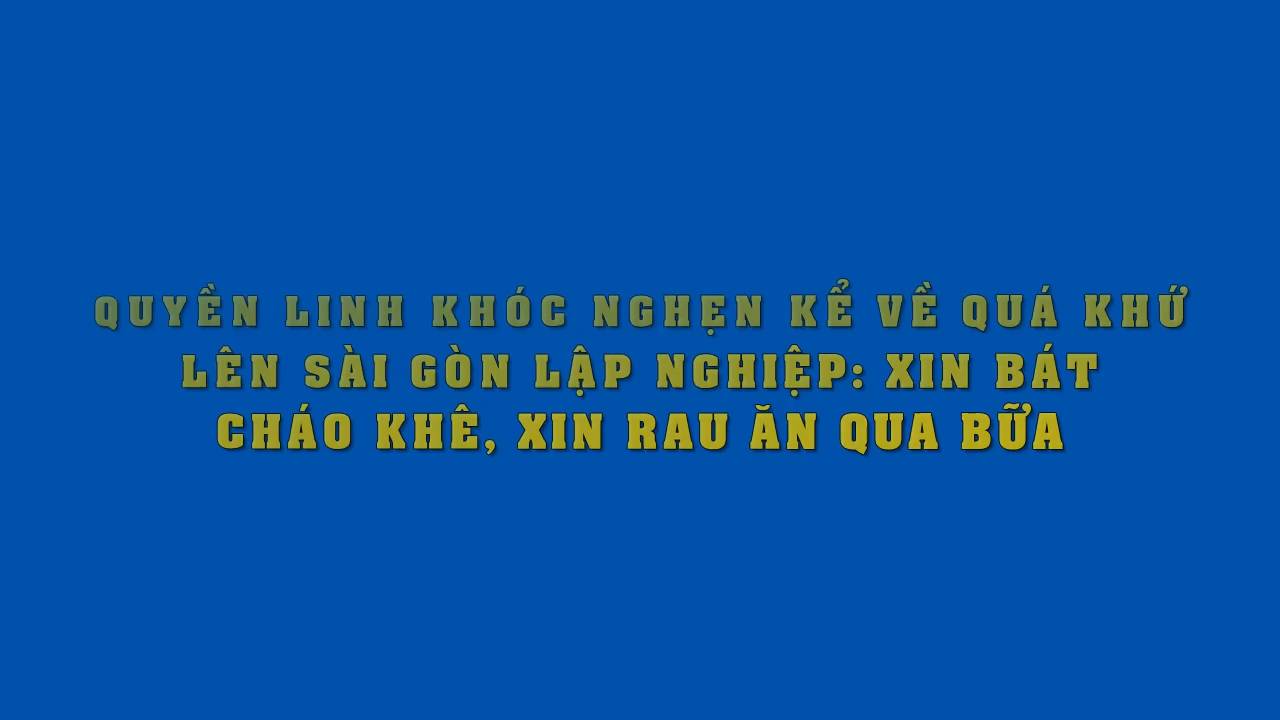 QUYỀN LINH KHÓC NGHẸN KỂ VỀ QUÁ KHỨ
LÊN SÀI GÒN LẬP NGHIỆP: XIN BÁT
CHÁO KHÊ, XIN RAU ĂN QUA BỮA